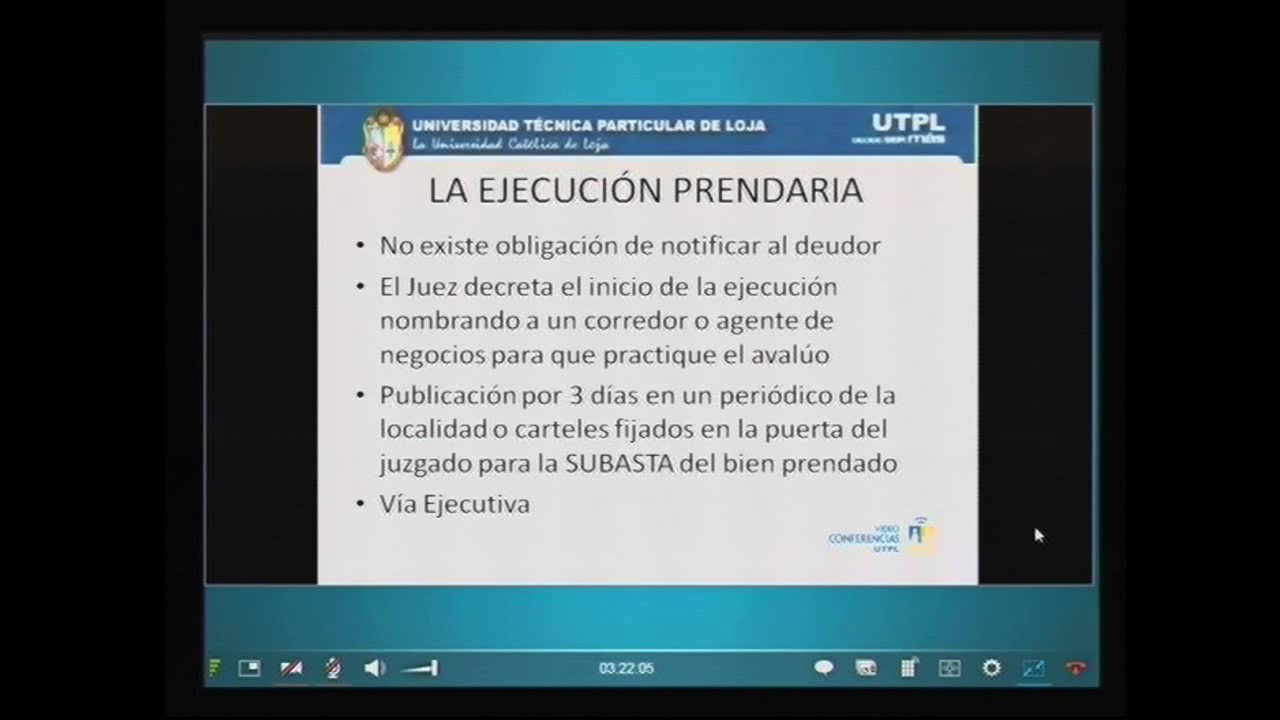 UNIVERSIDAD TÉCNICA PARTICULAR DE LOJA
La Universidad Católica de Loja
UTPL
DECIDE SER MÁS
LA EJECUCIÓN PRENDARIA
• No existe obligación de notificar al deudor
• El Juez decreta el inicio de la ejecución
nombrando a un corredor o agente de
negocios para que practique el avalúo
• Publicación por 3 días en un periódico de la
localidad o carteles fijados en la puerta del
juzgado para la SUBASTA del bien prendado
• Vía Ejecutiva
VIDEO
CONFERENCIAS
UTPL
03:22:05